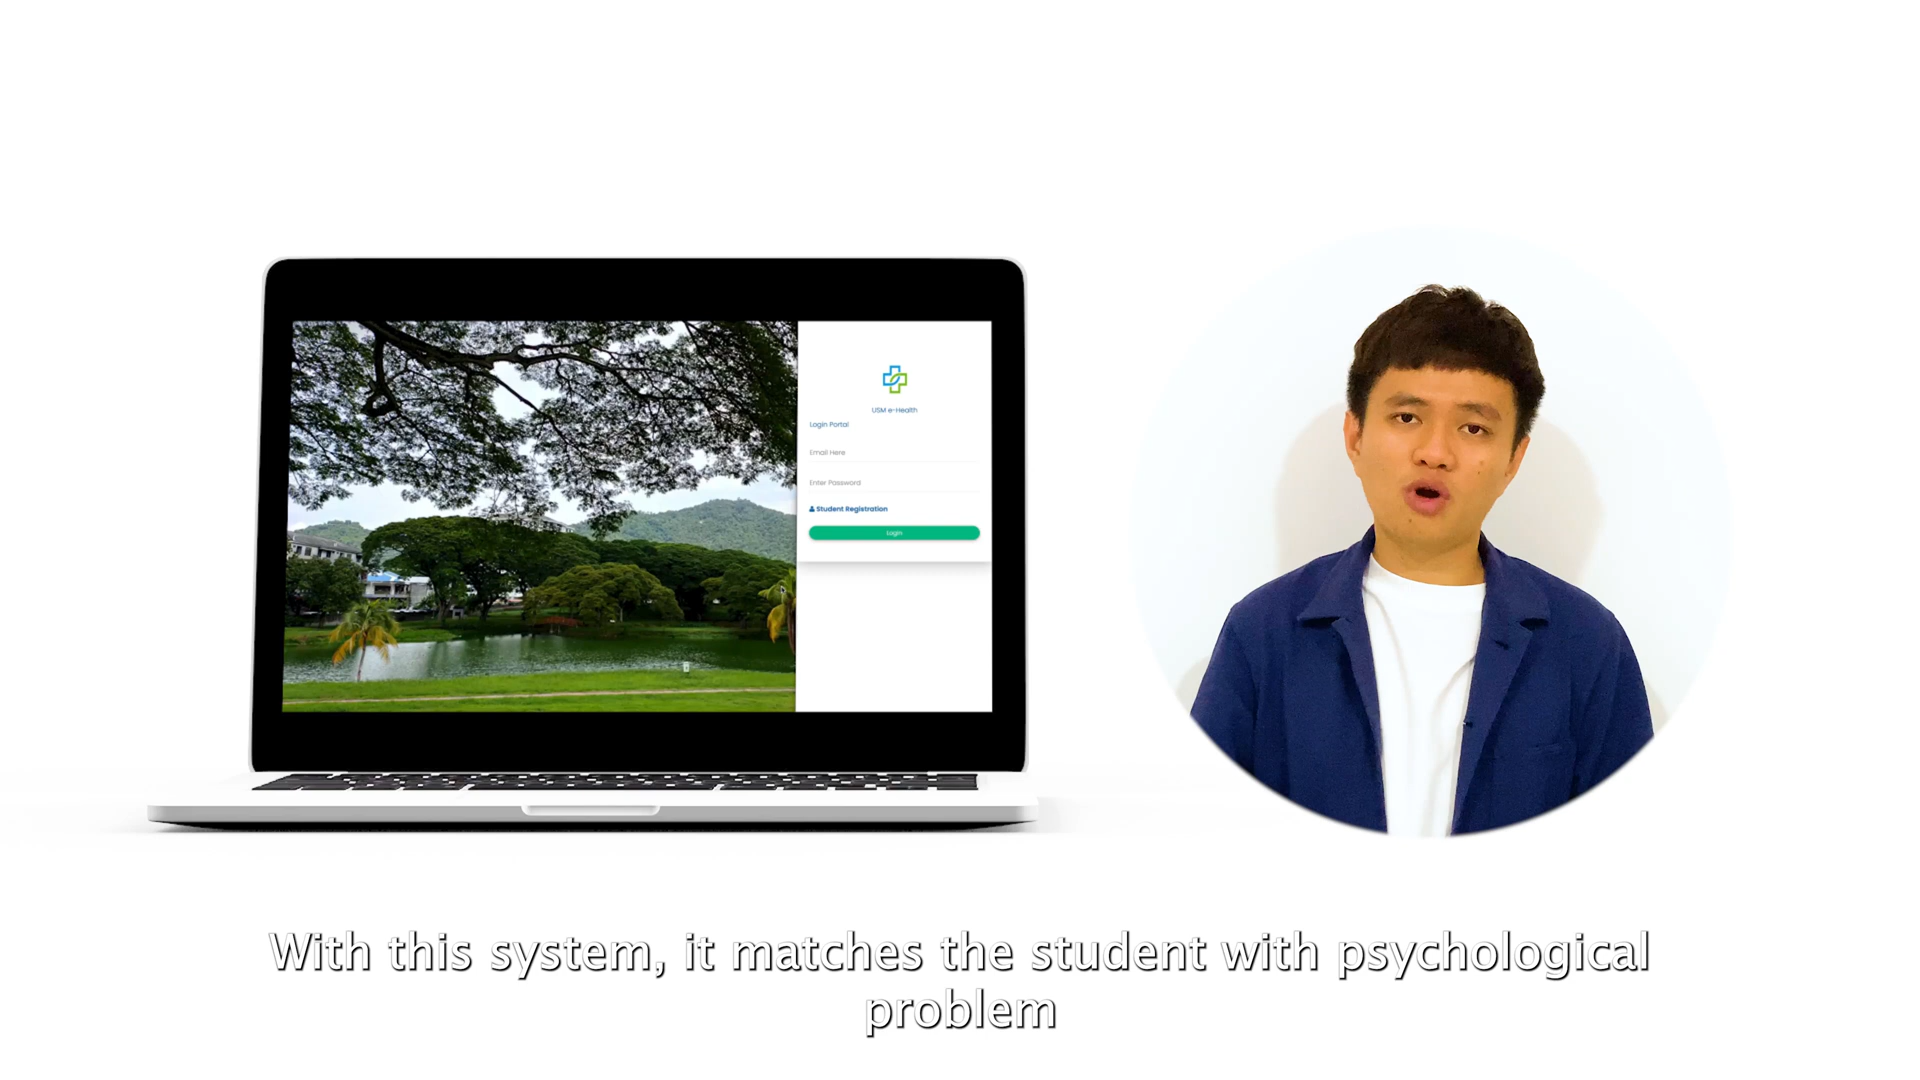 USM e-Health
Login Portal
Email Here
Enter Password
Student Registration
Login
With this system, it matches the student with psychological
problem